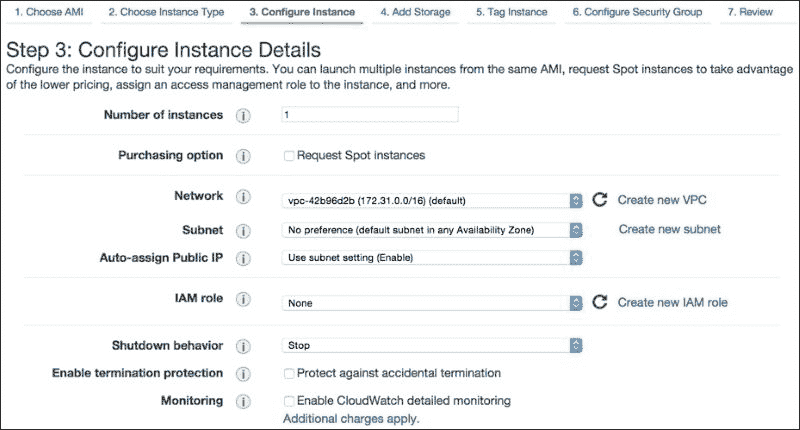 1. Choose AMI 2. Choose Instance Type 3. Configure Instance 4. Add Storage 5. Tag Instance 6. Configure Security Group 7. Review
Step 3: Configure Instance Details
Configure the instance to suit your requirements. You can launch multiple instances from the same AMI, request Spot instances to take advantage
of the lower pricing, assign an access management role to the instance, and more.
Number of instances i 1
Purchasing option i Request Spot instances
Network i vpc-42b96d2b (172.31.0.0/16) (default) Create new VPC
Subnet i No preference (default subnet in any Availability Zone) Create new subnet
Auto-assign Public IP i Use subnet setting (Enable)
IAM role i None Create new IAM role
Shutdown behavior i Stop
Enable termination protection i Protect against accidental termination
Monitoring i Enable CloudWatch detailed monitoring
Additional charges apply.